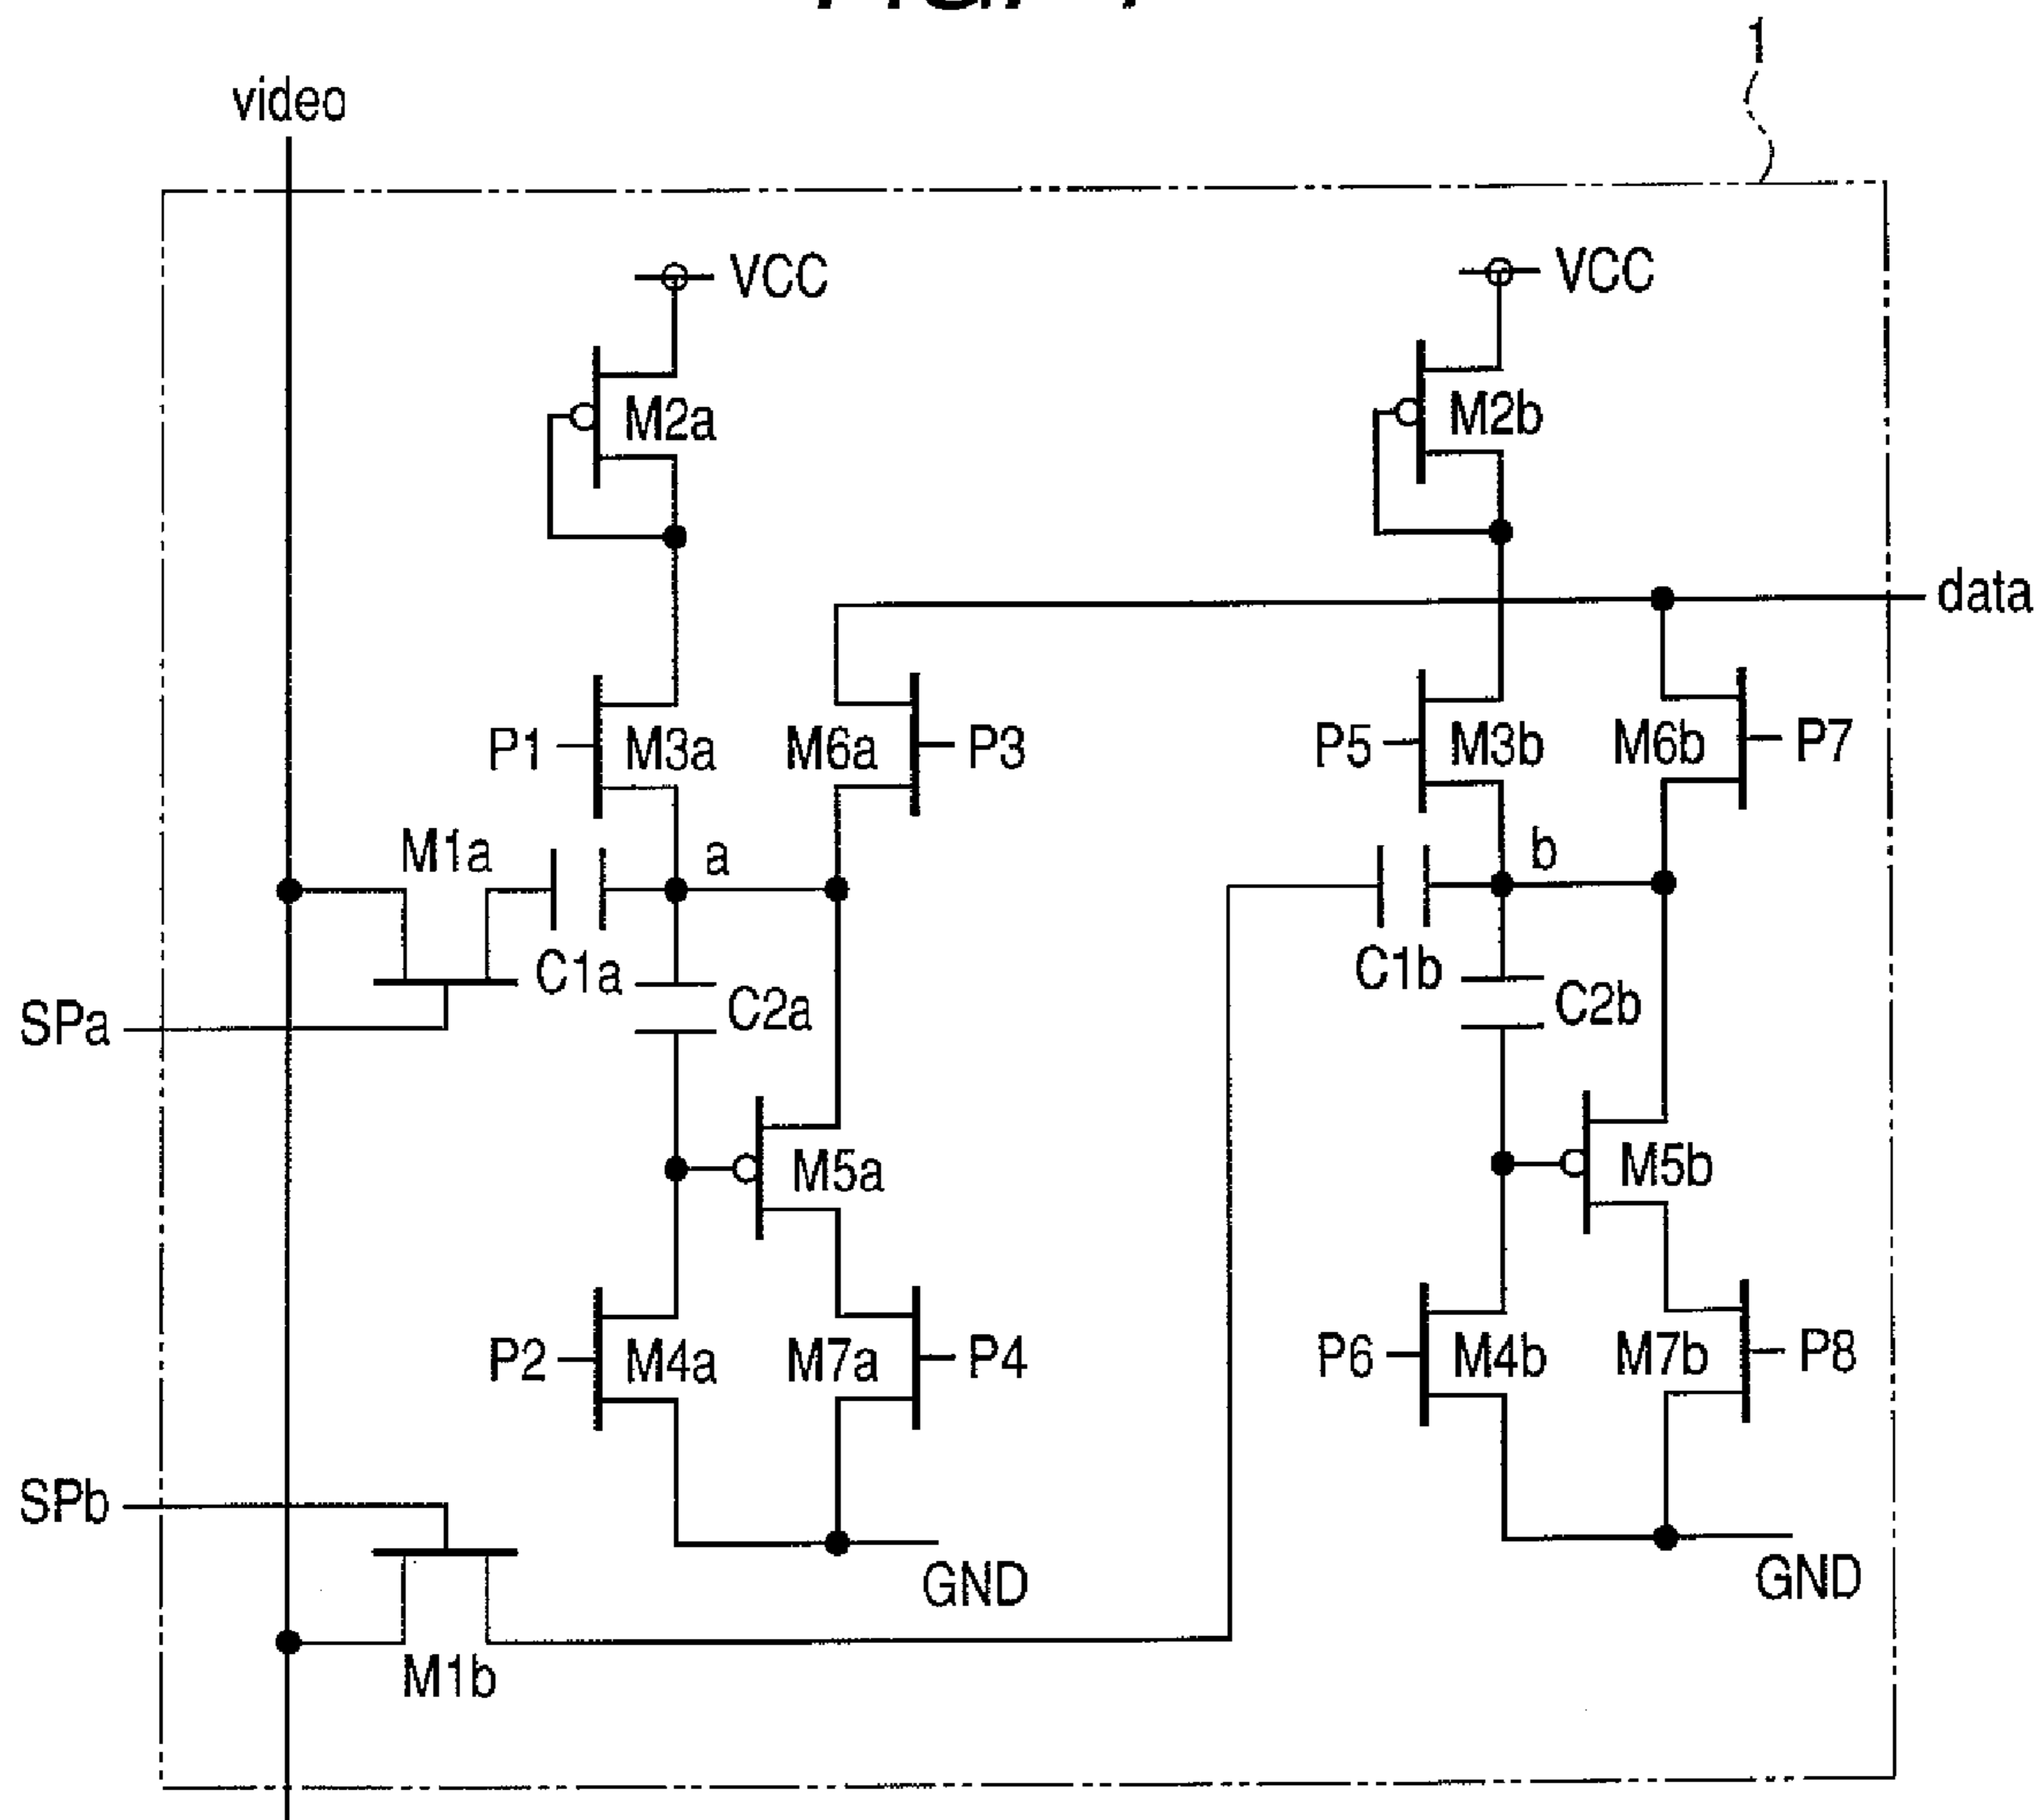 1
video
VCC VCC
M2a M2b
data
P1 M3a M6a P3 P5 M3b M6b P7
M1a a b
C1a C1b
SPa C2a C2b
M5a M5b
P2 M4a M7a P4 P6 M4b M7b P8
SPb
GND GND
M1b